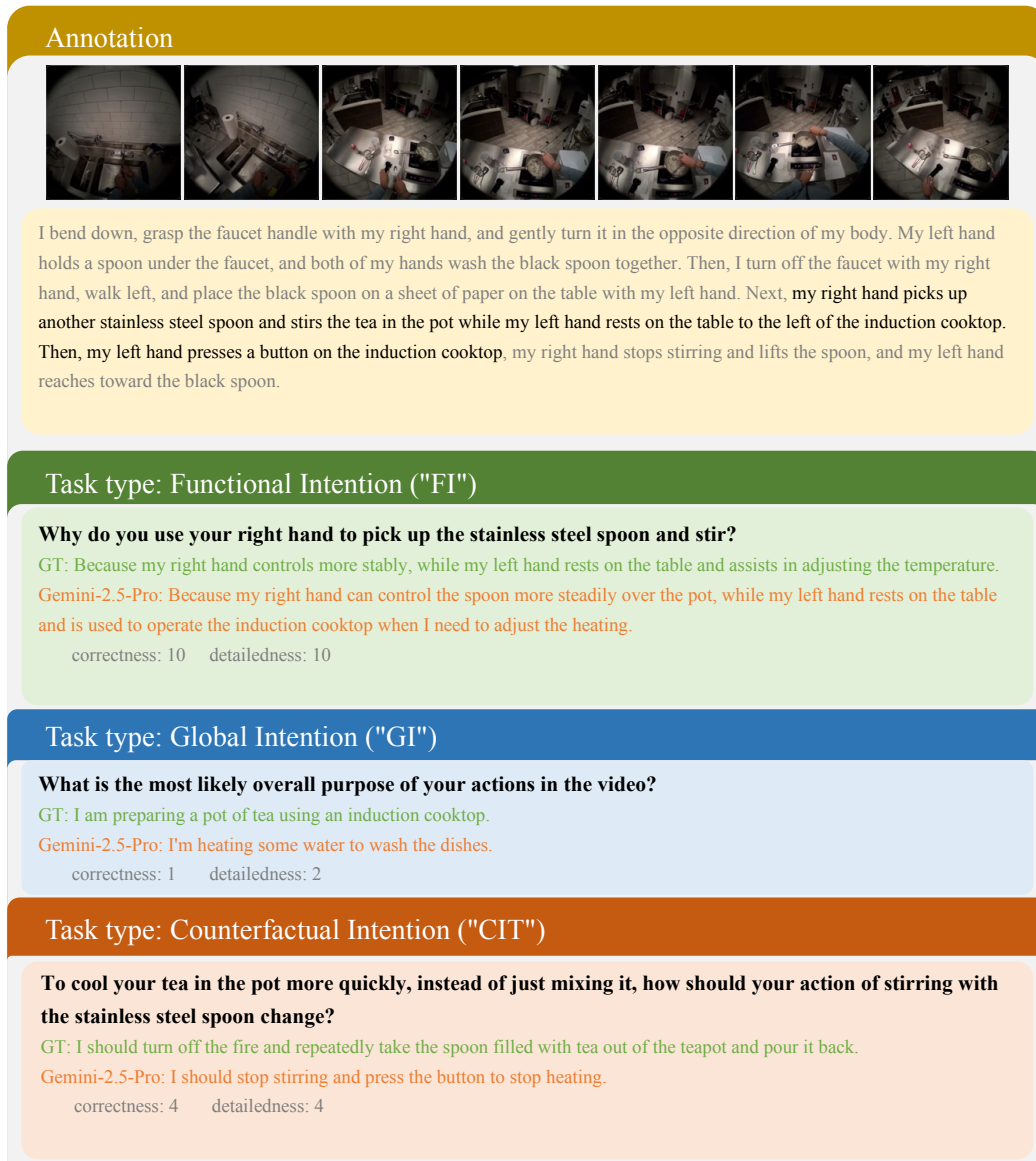 Annotation
I bend down, grasp the faucet handle with my right hand, and gently turn it in the opposite direction of my body. My left hand
holds a spoon under the faucet, and both of my hands wash the black spoon together. Then, I turn off the faucet with my right
hand, walk left, and place the black spoon on a sheet of paper on the table with my left hand. Next, my right hand picks up
another stainless steel spoon and stirs the tea in the pot while my left hand rests on the table to the left of the induction cooktop.
Then, my left hand presses a button on the induction cooktop, my right hand stops stirring and lifts the spoon, and my left hand
reaches toward the black spoon.
Task type: Functional Intention ("FI")
Why do you use your right hand to pick up the stainless steel spoon and stir?
GT: Because my right hand controls more stably, while my left hand rests on the table and assists in adjusting the temperature.
Gemini-2.5-Pro: Because my right hand can control the spoon more steadily over the pot, while my left hand rests on the table
and is used to operate the induction cooktop when I need to adjust the heating.
correctness: 10 detailedness: 10
Task type: Global Intention ("GI")
What is the most likely overall purpose of your actions in the video?
GT: I am preparing a pot of tea using an induction cooktop.
Gemini-2.5-Pro: I'm heating some water to wash the dishes.
correctness: 1 detailedness: 2
Task type: Counterfactual Intention ("CIT")
To cool your tea in the pot more quickly, instead of just mixing it, how should your action of stirring with
the stainless steel spoon change?
GT: I should turn off the fire and repeatedly take the spoon filled with tea out of the teapot and pour it back.
Gemini-2.5-Pro: I should stop stirring and press the button to stop heating.
correctness: 4 detailedness: 4